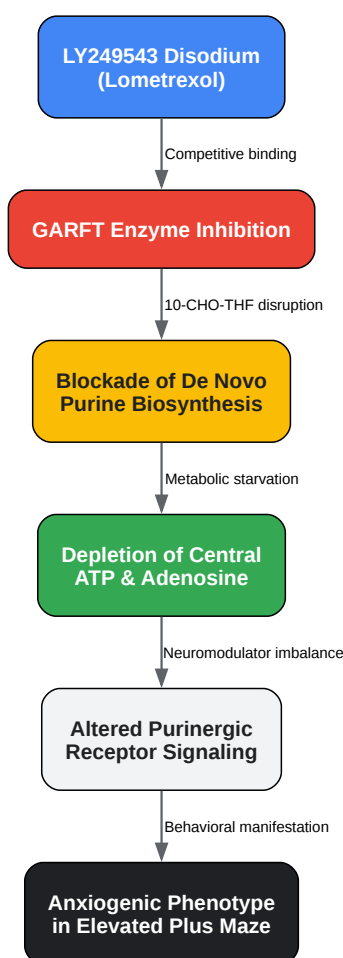 LY249543 Disodium
(Lometrexol)
Competitive binding
GARFT Enzyme Inhibition
10-CHO-THF disruption
Blockade of De Novo
Purine Biosynthesis
Metabolic starvation
Depletion of Central
ATP & Adenosine
Neuromodulator imbalance
Altered Purinergic
Receptor Signaling
Behavioral manifestation
Anxiogenic Phenotype
in Elevated Plus Maze